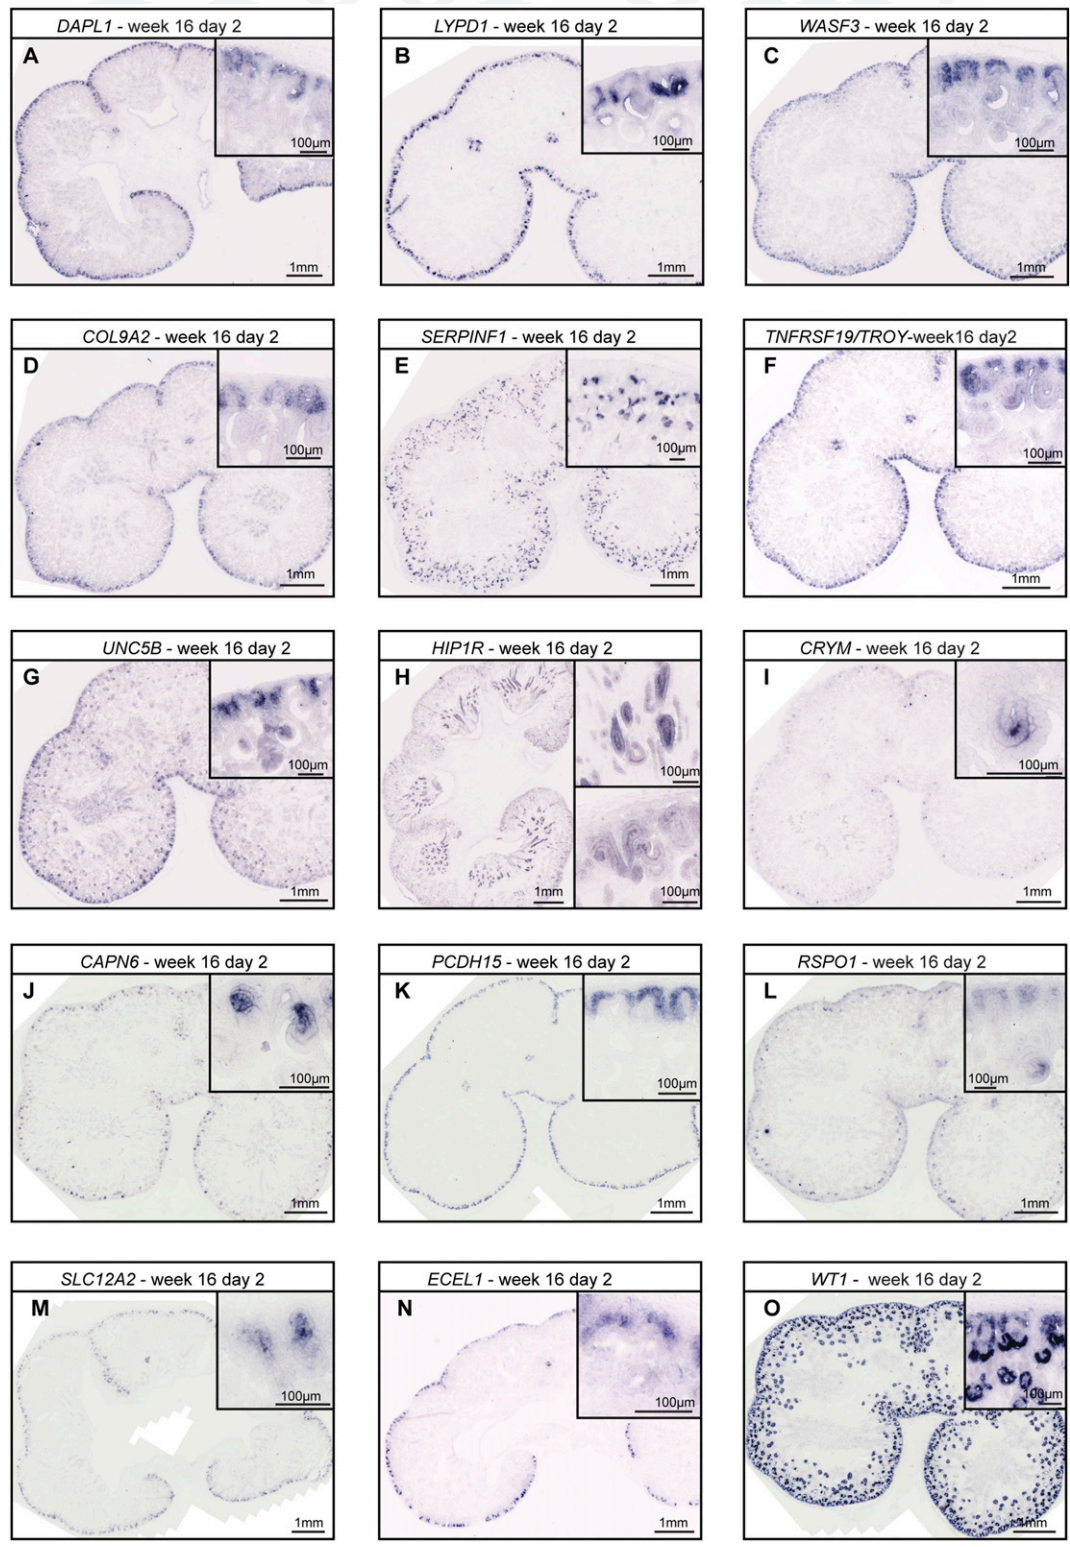 DAPL1 - week 16 day 2
A
100µm
1mm
LYPD1 - week 16 day 2
B
100µm
1mm
WASF3 - week 16 day 2
C
100µm
1mm
COL9A2 - week 16 day 2
D
100µm
1mm
SERPINF1 - week 16 day 2
E
100µm
1mm
TNFRSF19/TROY-week16 day2
F
100µm
1mm
UNC5B - week 16 day 2
G
100µm
1mm
HIP1R - week 16 day 2
H
100µm
1mm
100µm
CRYM - week 16 day 2
I
100µm
1mm
CAPN6 - week 16 day 2
J
100µm
1mm
PCDH15 - week 16 day 2
K
100µm
1mm
RSPO1 - week 16 day 2
L
100µm
1mm
SLC12A2 - week 16 day 2
M
100µm
1mm
ECEL1 - week 16 day 2
N
100µm
1mm
WT1 - week 16 day 2
O
100µm
1mm